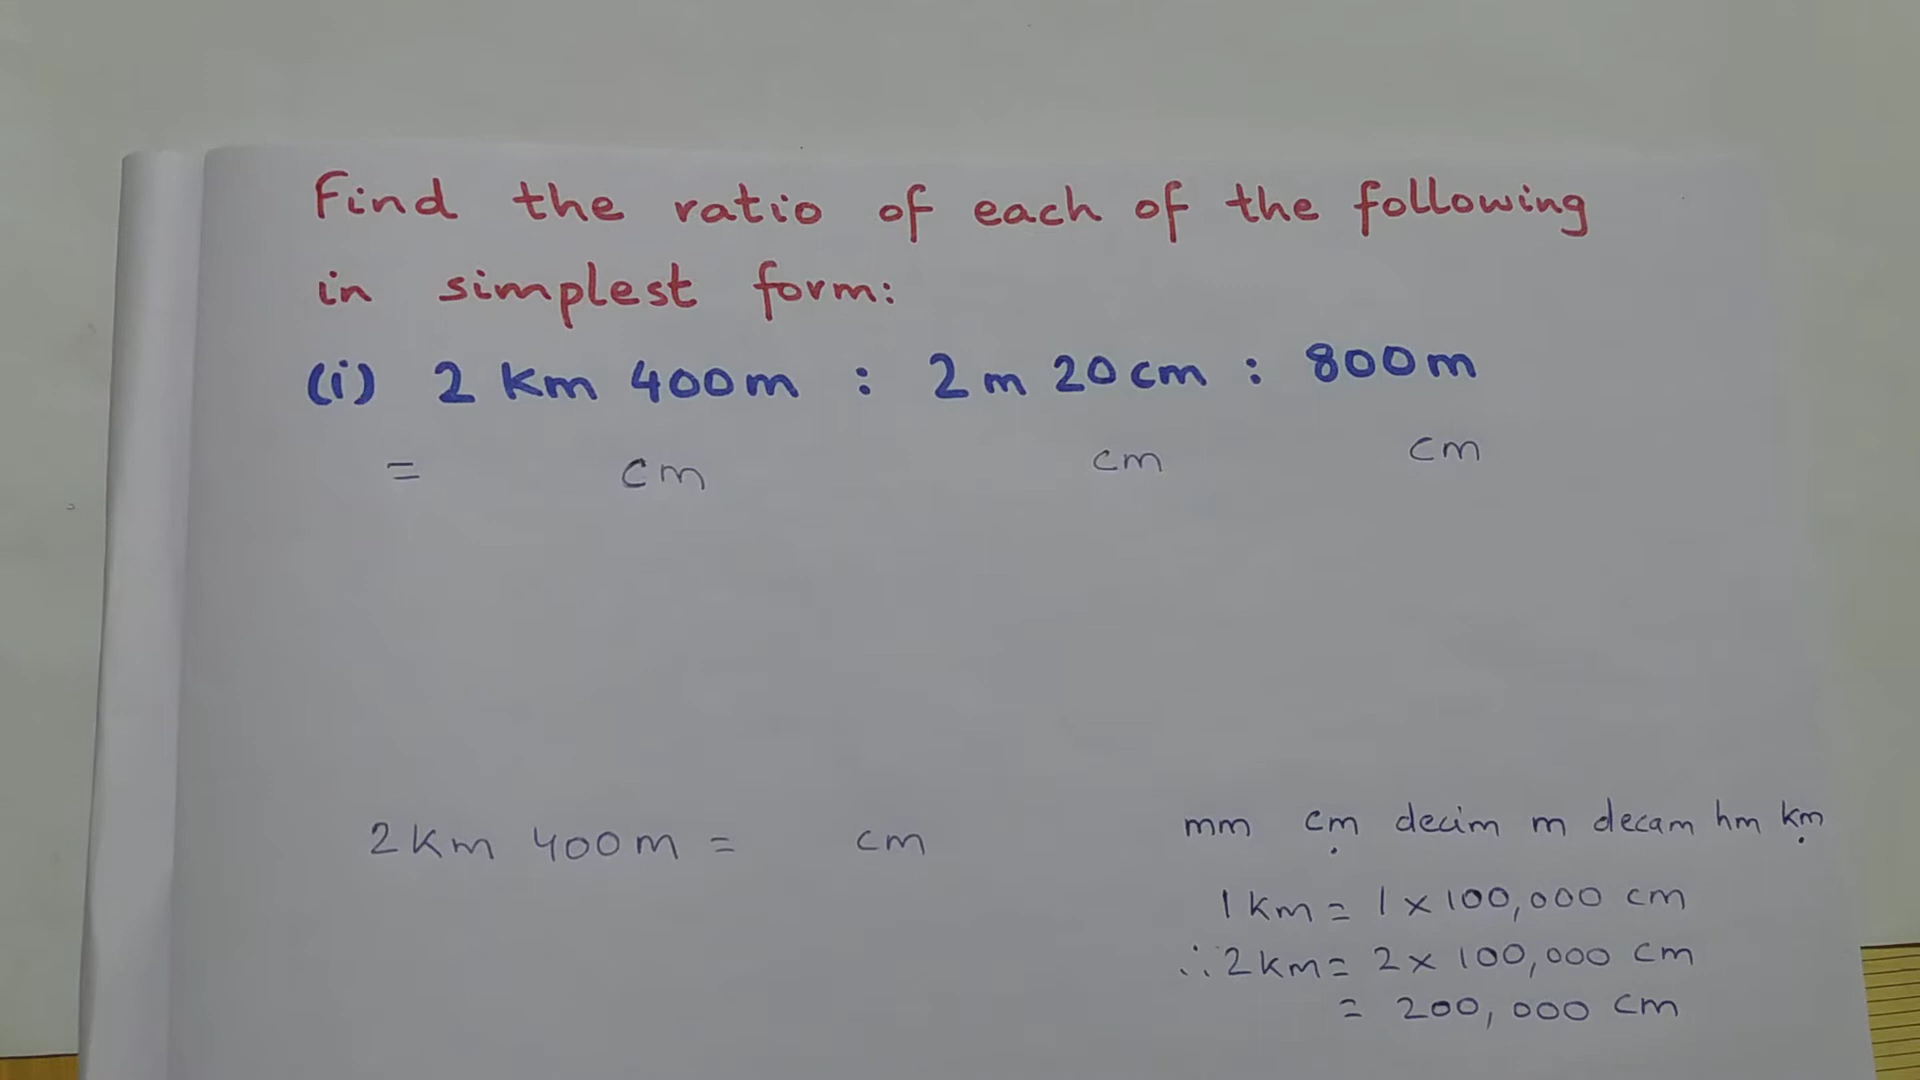 Find the ratio of each of the following
in simplest form:
(i) 2 Km 400m : 2m 20cm : 800m
= cm cm cm
2Km 400m = cm
mm cm decim m decam hm km
1Km = 1 × 100,000 cm
∴ 2Km = 2 × 100,000 cm
= 200,000 cm